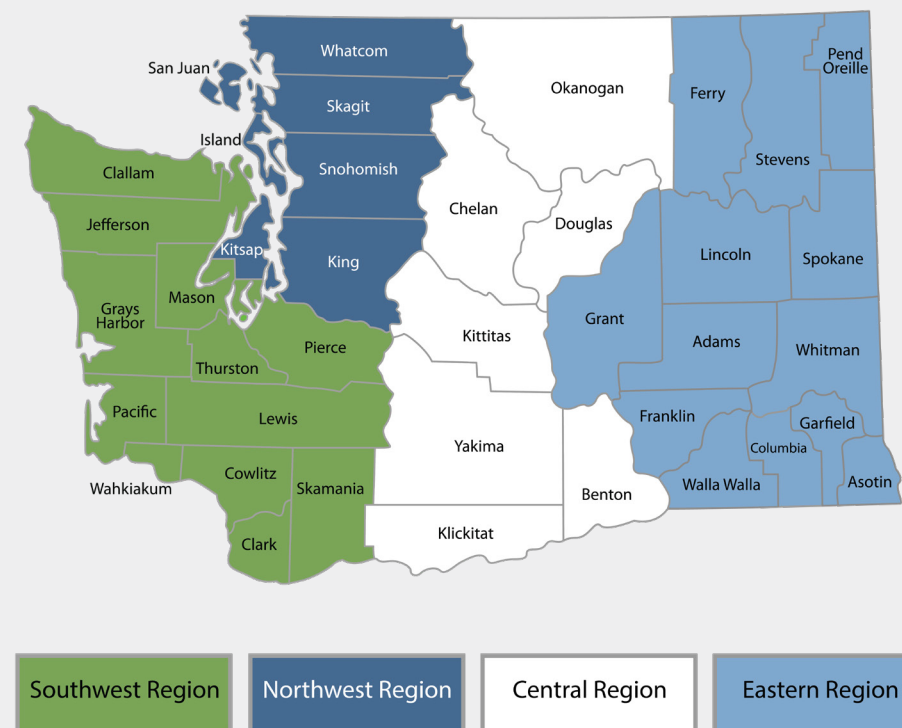 Whatcom
San Juan
Pend
Oreille
Okanogan
Ferry
Skagit
Island
Stevens
Snohomish
Clallam
Chelan
Douglas
Jefferson
Kitsap
King
Lincoln
Spokane
Mason
Grays
Harbor
Grant
Kittitas
Adams
Pierce
Whitman
Thurston
Pacific
Lewis
Franklin
Garfield
Yakima
Columbia
Cowlitz
Skamania
Wahkiakum
Walla Walla
Asotin
Benton
Klickitat
Clark
Southwest Region
Northwest Region
Central Region
Eastern Region